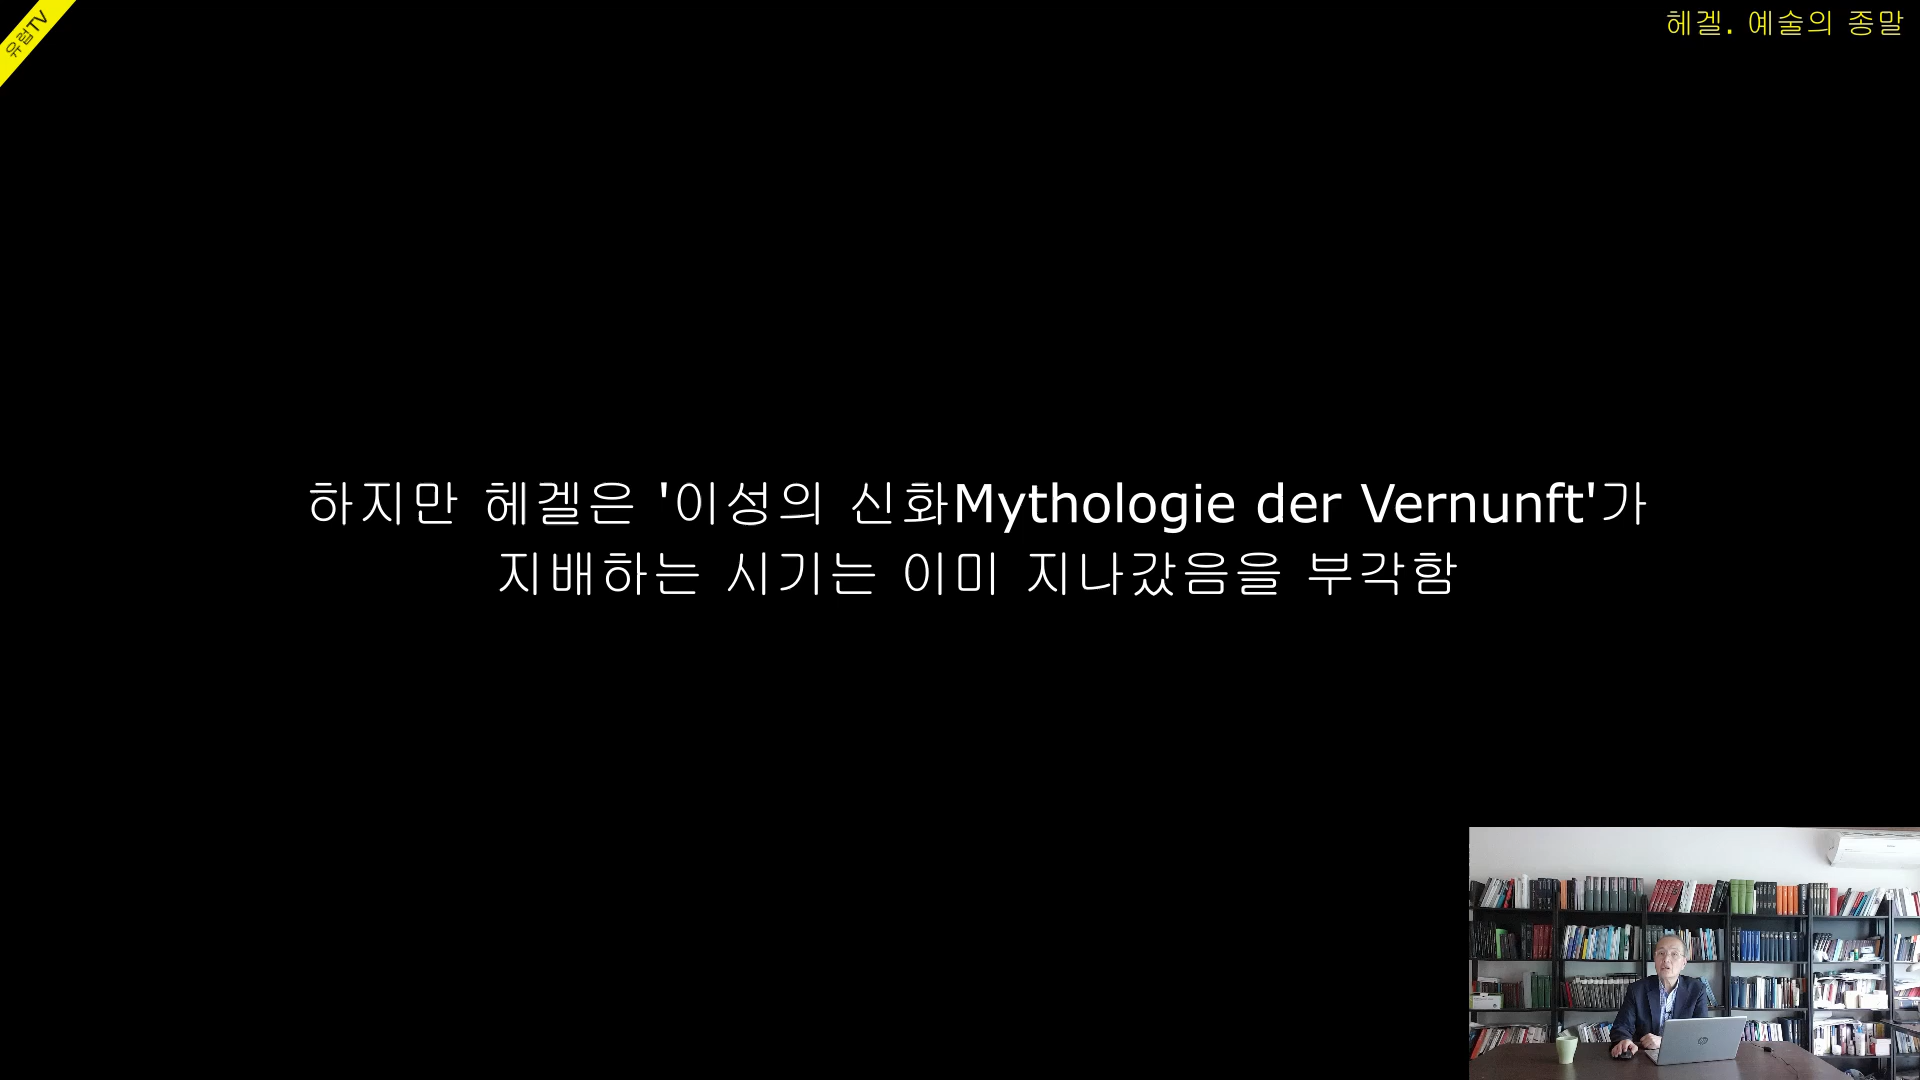 유럽TV
헤겔. 예술의 종말
하지만 헤겔은 '이성의 신화Mythologie der Vernunft'가
지배하는 시기는 이미 지나갔음을 부각함